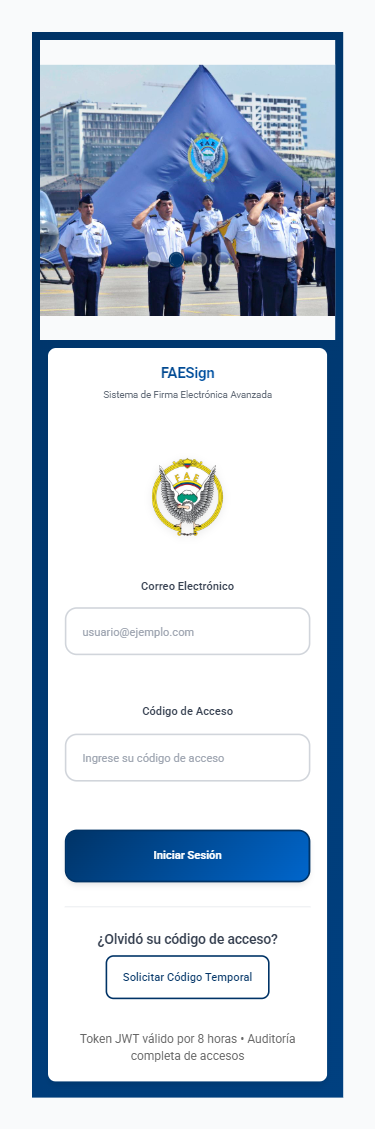 FAE
FAESign
Sistema de Firma Electrónica Avanzada
F A E
Correo Electrónico
usuario@ejemplo.com
Código de Acceso
Ingrese su código de acceso
Iniciar Sesión
¿Olvidó su código de acceso?
Solicitar Código Temporal
Token JWT válido por 8 horas • Auditoría
completa de accesos